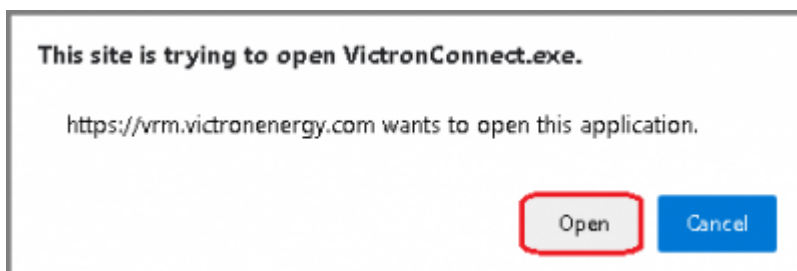 This site is trying to open VictronConnect.exe.
https://vrm.victronenergy.com wants to open this application.
Open Cancel